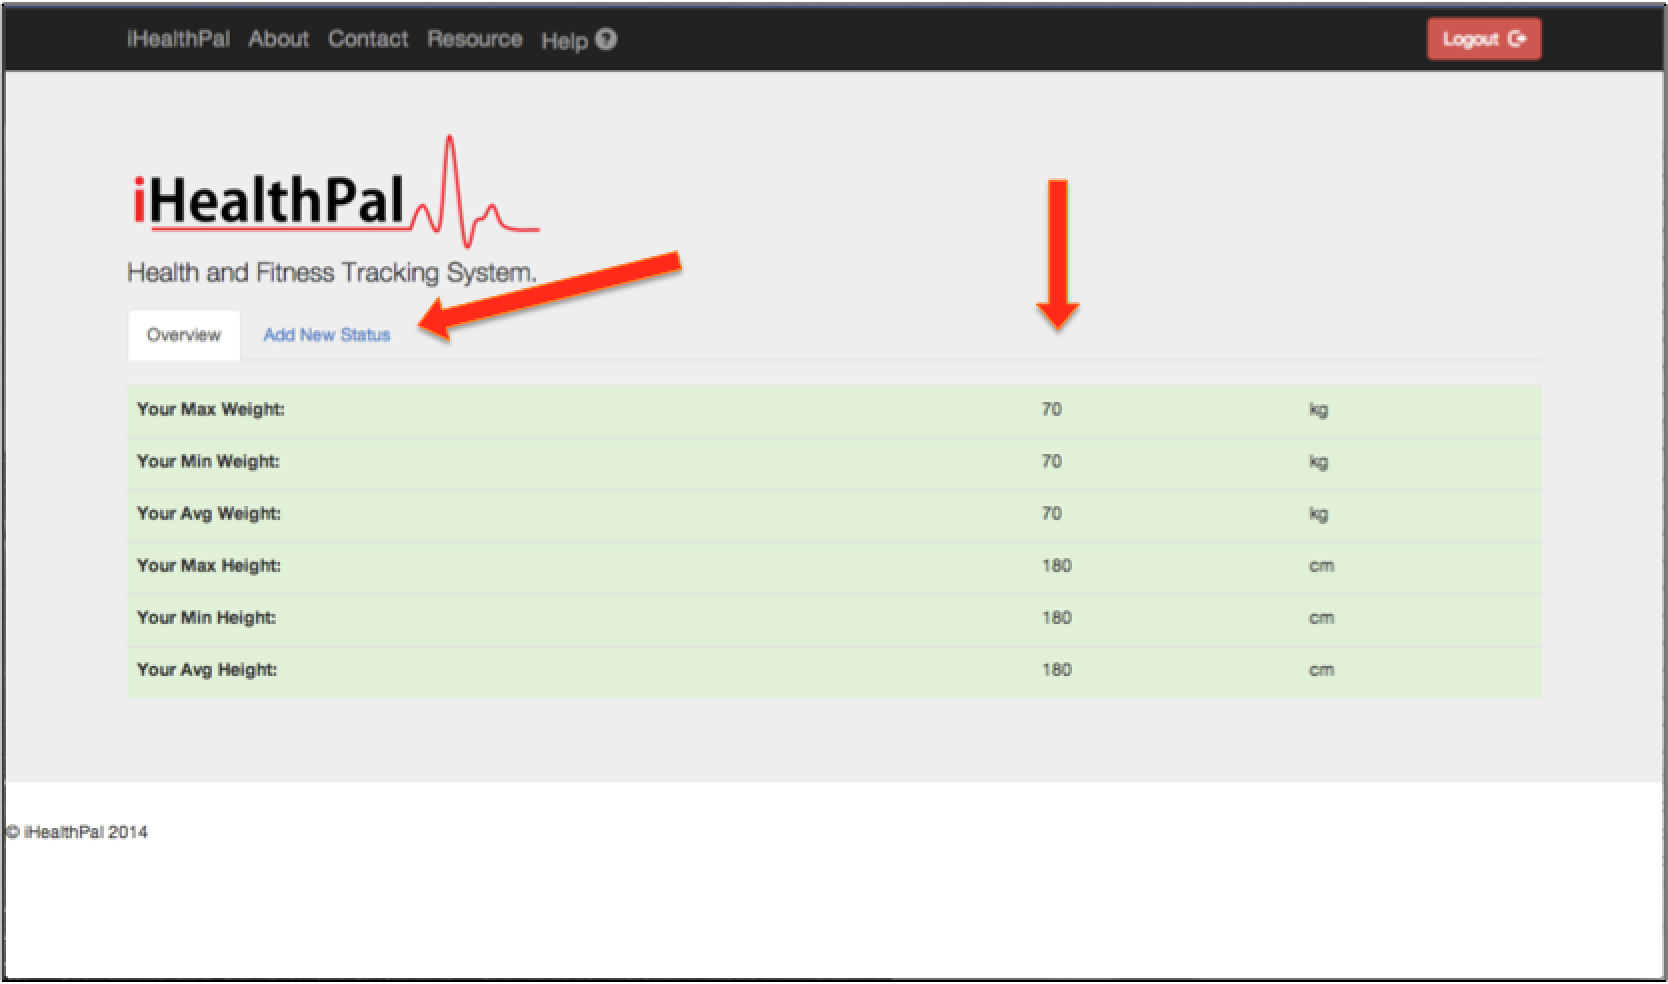 iHealthPal About Contact Resource Help ? Logout
iHealthPal
Health and Fitness Tracking System.
Overview Add New Status
Your Max Weight: 70 kg
Your Min Weight: 70 kg
Your Avg Weight: 70 kg
Your Max Height: 180 cm
Your Min Height: 180 cm
Your Avg Height: 180 cm
© iHealthPal 2014